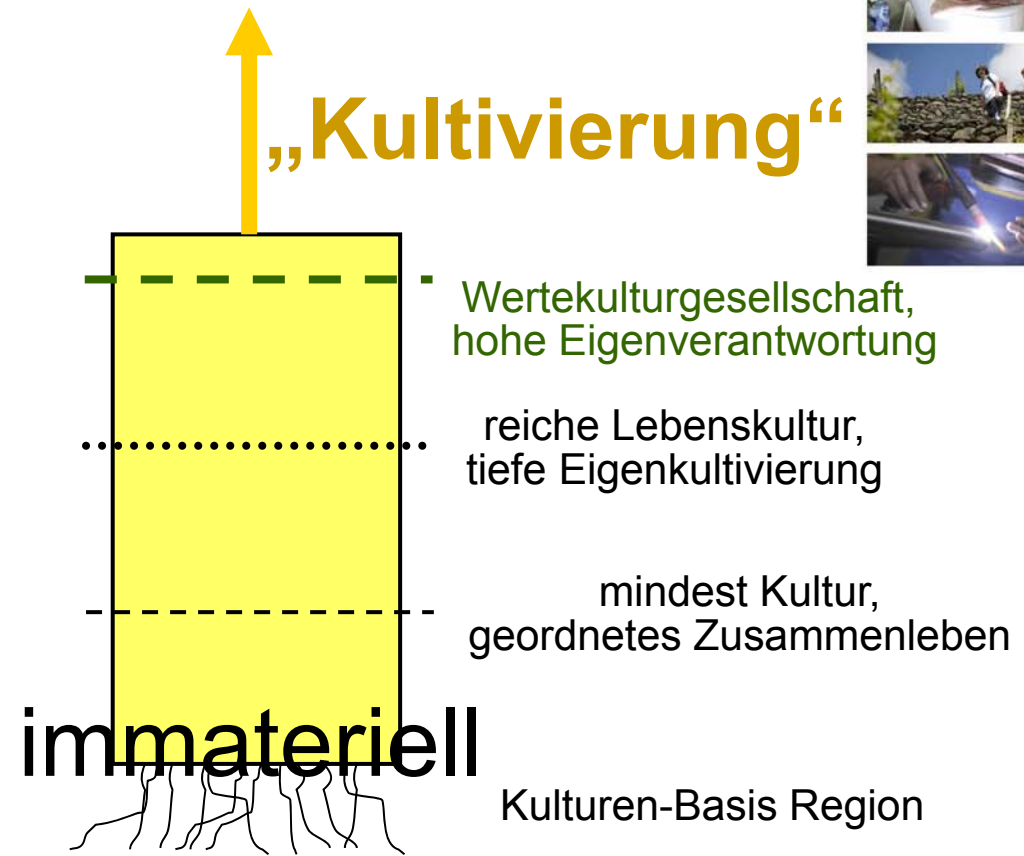 „Kultivierung“
Wertekulturgesellschaft,
hohe Eigenverantwortung
reiche Lebenskultur,
tiefe Eigenkultivierung
mindest Kultur,
geordnetes Zusammenleben
immateriell
Kulturen-Basis Region